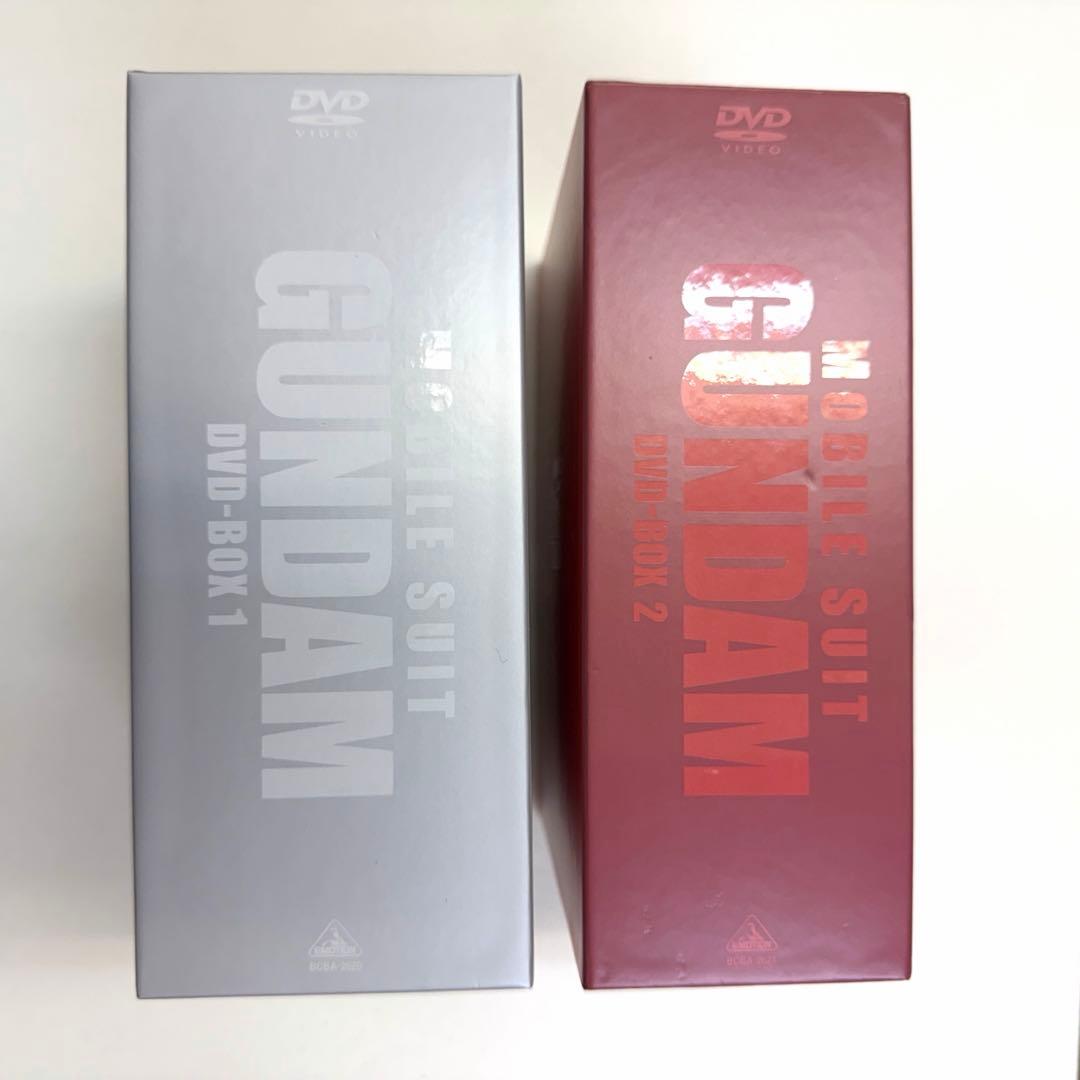 DVD
VIDEO
MOBILE SUIT
GUNDAM
DVD-BOX 1
EMOTION
BCBA-2620
DVD
VIDEO
MOBILE SUIT
GUNDAM
DVD-BOX 2
EMOTION
BCBA-2621